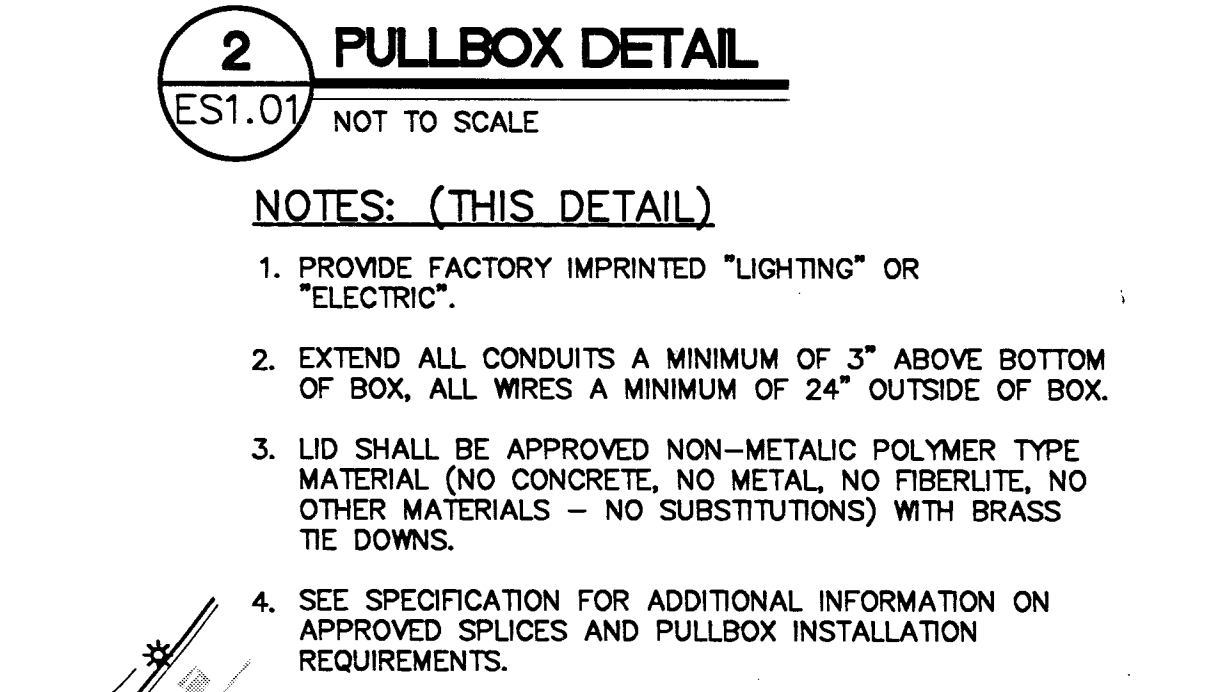 2
PULLBOX DETAIL
ES1.01
NOT TO SCALE
NOTES: (THIS DETAIL)
1. PROVIDE FACTORY IMPRINTED "LIGHTING" OR
"ELECTRIC".
2. EXTEND ALL CONDUITS A MINIMUM OF 3" ABOVE BOTTOM
OF BOX, ALL WIRES A MINIMUM OF 24" OUTSIDE OF BOX.
3. LID SHALL BE APPROVED NON-METALIC POLYMER TYPE
MATERIAL (NO CONCRETE, NO METAL, NO FIBERLITE, NO
OTHER MATERIALS – NO SUBSTITUTIONS) WITH BRASS
TIE DOWNS.
4. SEE SPECIFICATION FOR ADDITIONAL INFORMATION ON
APPROVED SPLICES AND PULLBOX INSTALLATION
REQUIREMENTS.